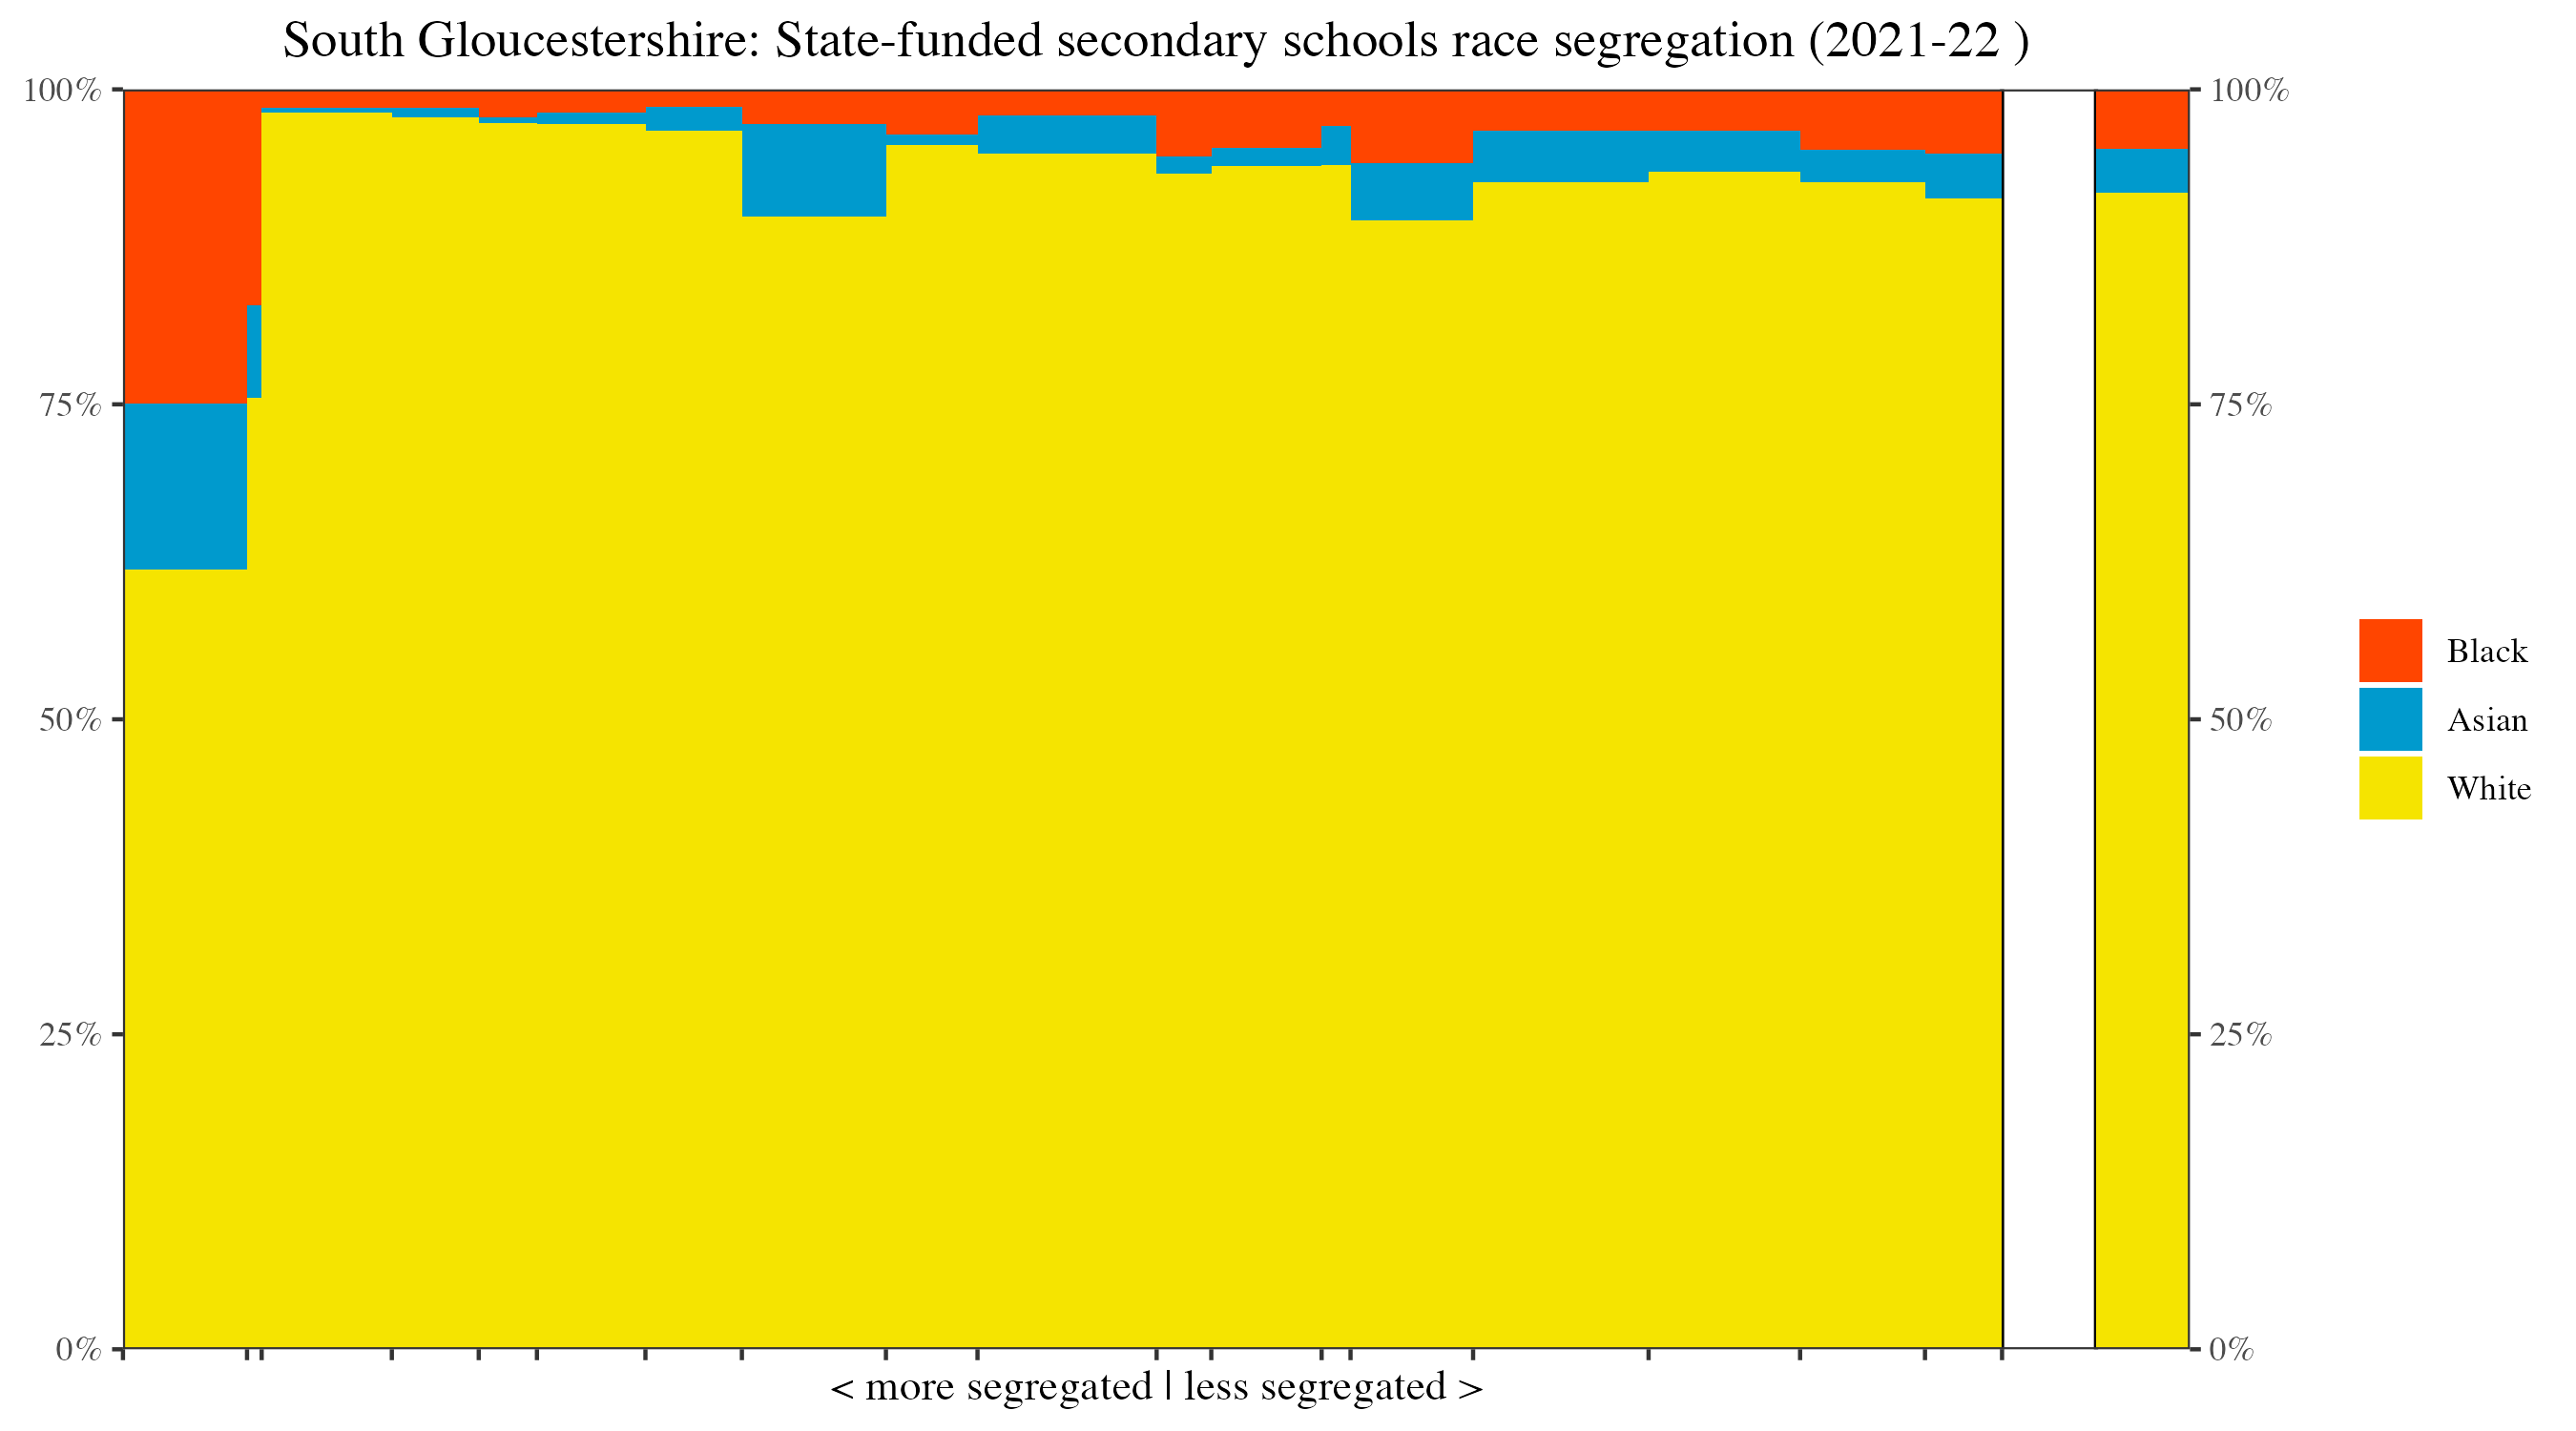 South Gloucestershire: State-funded secondary schools race segregation (2021-22 )
100%
75%
50%
25%
0%
100%
75%
50%
25%
0%
Black
Asian
White
< more segregated | less segregated >